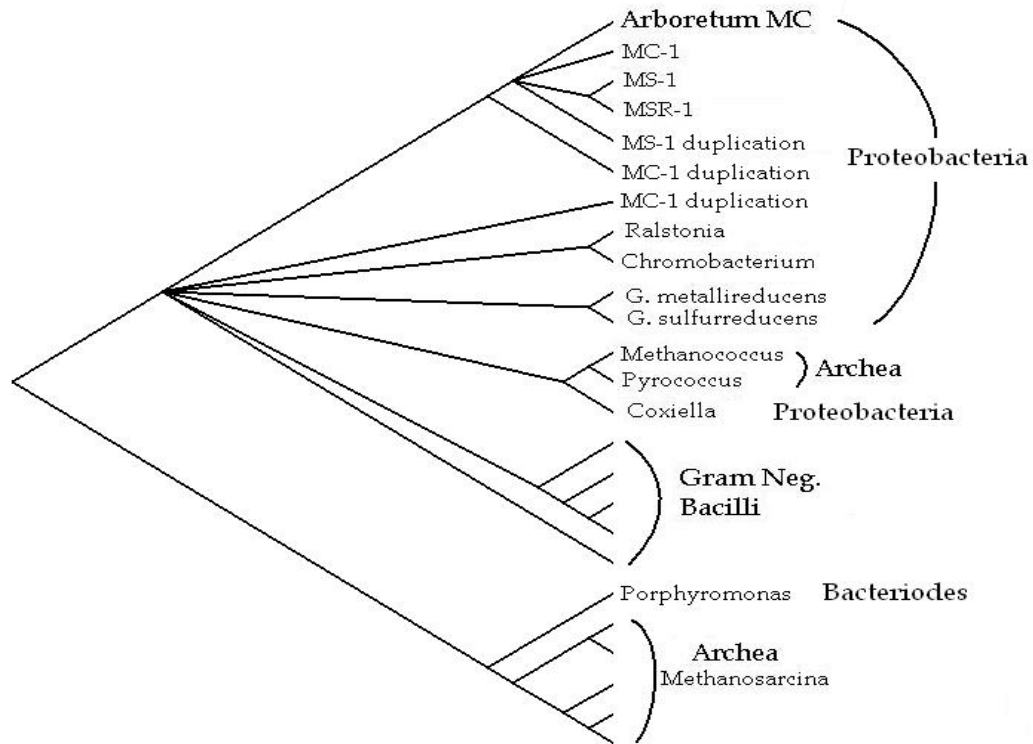 Arboretum MC
MC-1
MS-1
MSR-1
MS-1 duplication
MC-1 duplication
MC-1 duplication
Ralstonia
Chromobacterium
G. metallireducens
G. sulfurreducens
Proteobacteria
Methanococcus
Pyrococcus
Archea
Coxiella Proteobacteria
Gram Neg.
Bacilli
Porphyromonas Bacteriodes
Archea
Methanosarcina